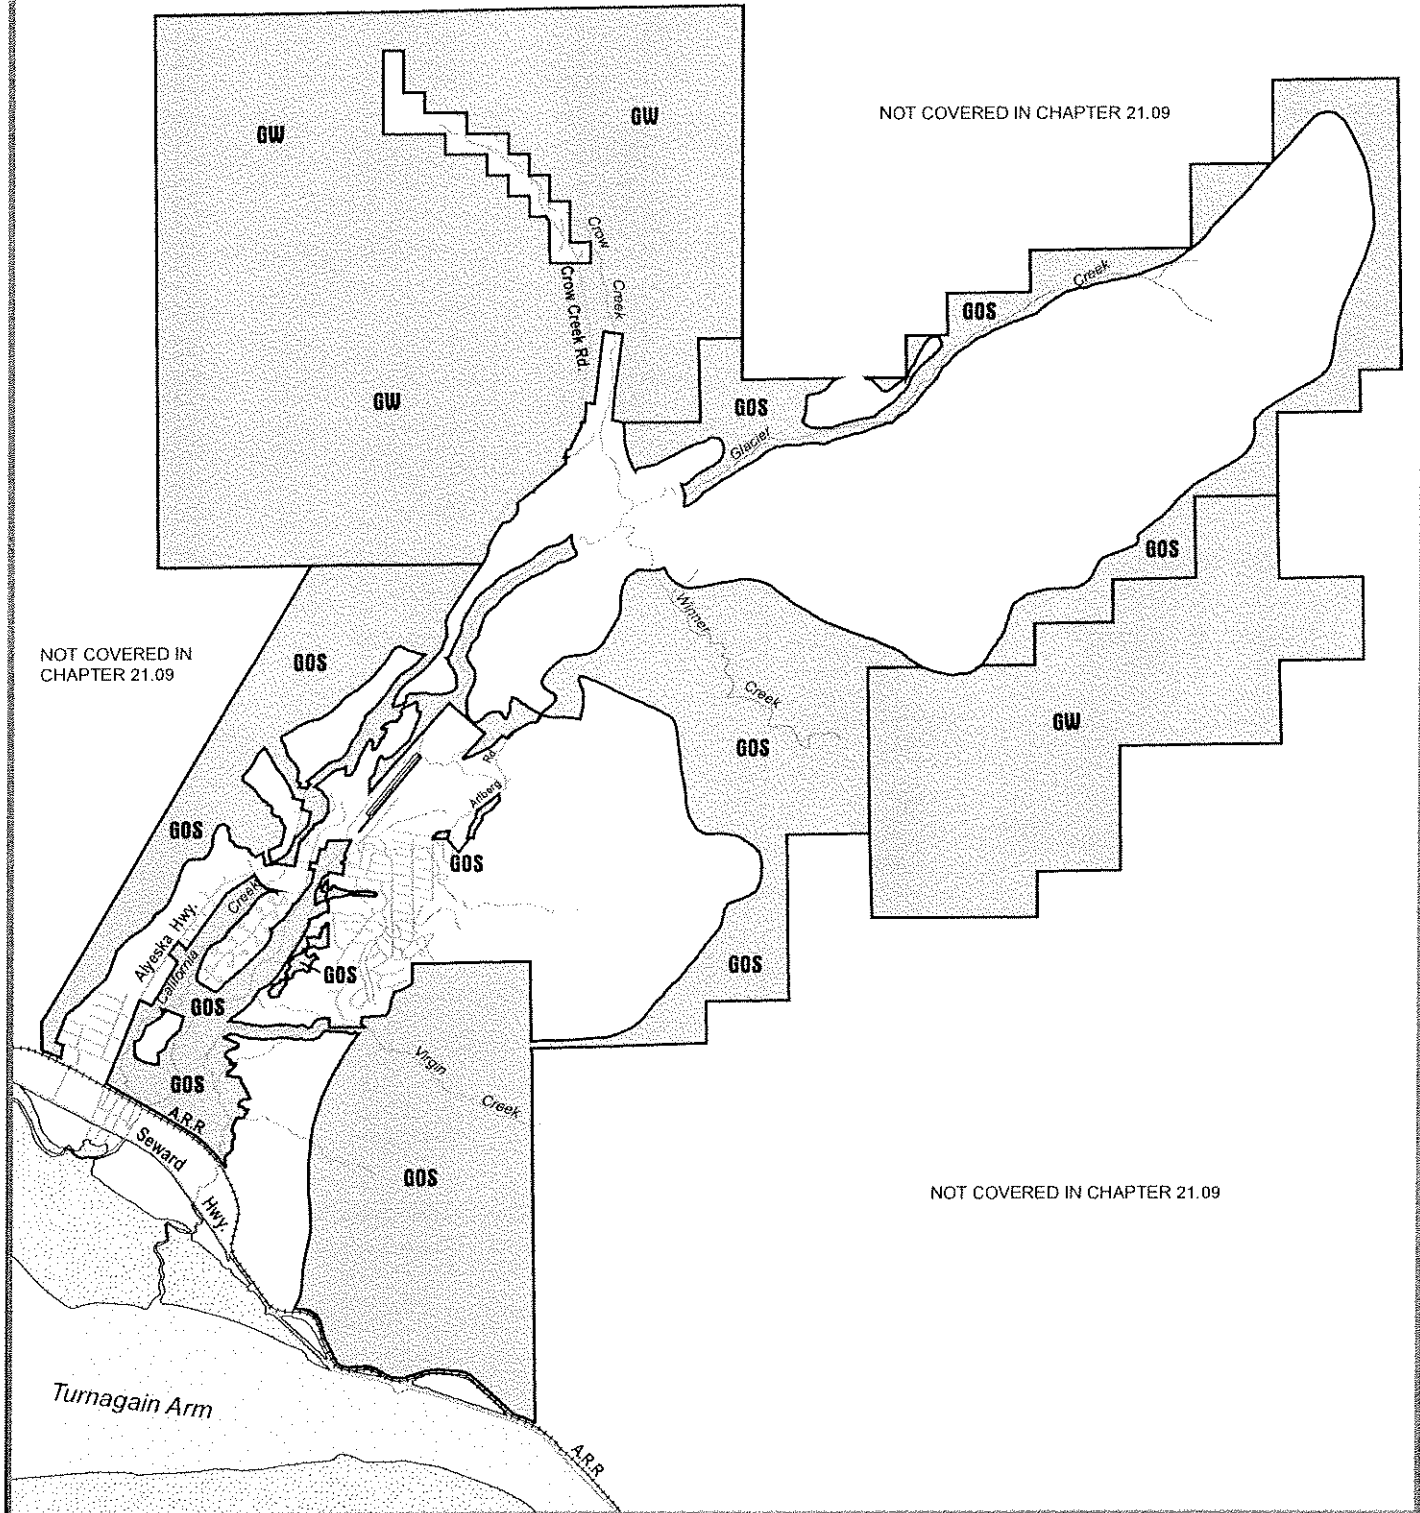 NOT COVERED IN CHAPTER 21.09
GW
GW
Crow
Creek
Crow Creek Rd.
Creek
GOS
GW
GOS
Glacier
GOS
Winner
Creek
NOT COVERED IN
CHAPTER 21.09
GOS
GOS
GW
Rd.
Arlberg
GOS
GOS
Alyeska Hwy.
Creek
California
GOS
GOS
GOS
Virgin
Creek
GOS
A.R.R
Seward
Hwy.
GOS
NOT COVERED IN CHAPTER 21.09
Turnagain Arm
A.R.R